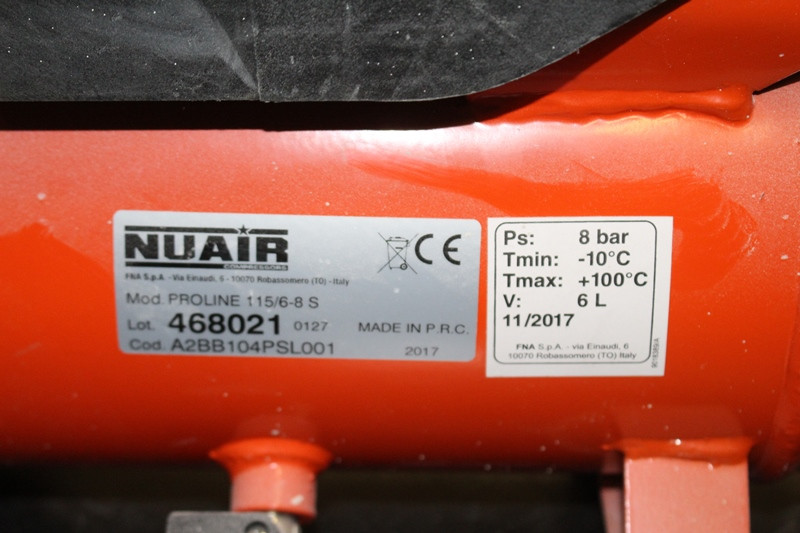 NUAIR
COMPRESSORS
CE
FNA S.p.A. - Via Einaudi, 6 - 10070 Robassomero (TO) - Italy
Mod. PROLINE 115/6-8 S
Lot. 468021 0127 MADE IN P.R.C.
Cod. A2BB104PSL001 2017
Ps: 8 bar
Tmin: -10°C
Tmax: +100°C
V: 6 L
11/2017
FNA S.p.A. - via Einaudi, 6
10070 Robassomero (TO) Italy